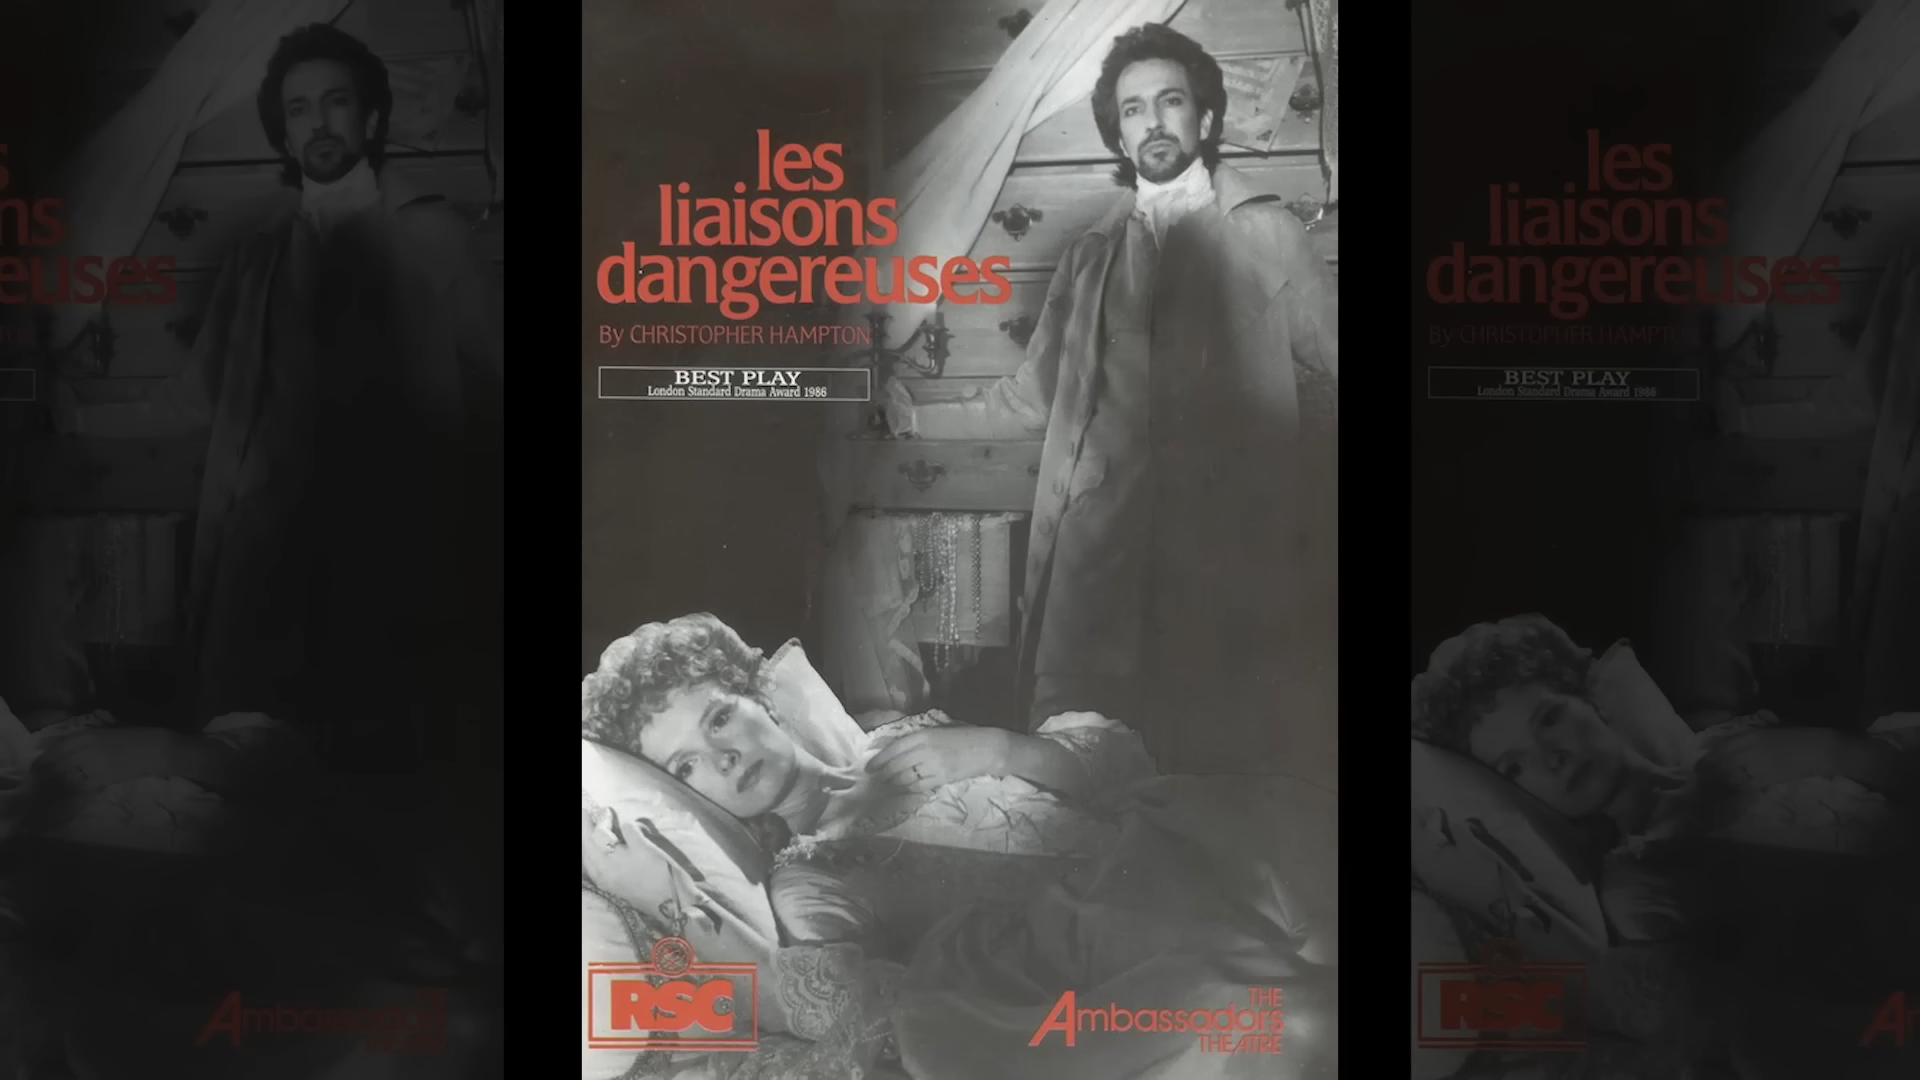 les
liaisons
dangereuses
By CHRISTOPHER HAMPTON
BEST PLAY
London Standard Drama Award 1986
RSC
THE
Ambassadors
THEATRE